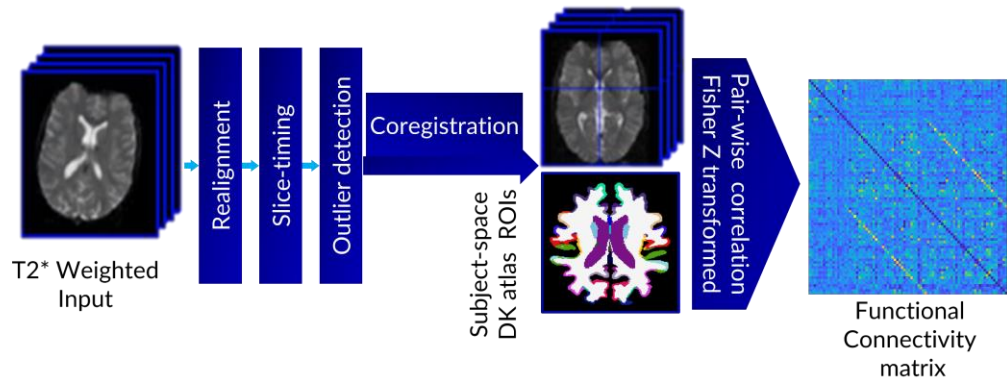 T2* Weighted
Input
Realignment
Slice-timing
Outlier detection
Coregistration
Subject-space
DK atlas ROIs
Pair-wise correlation
Fisher Z transformed
Functional
Connectivity
matrix